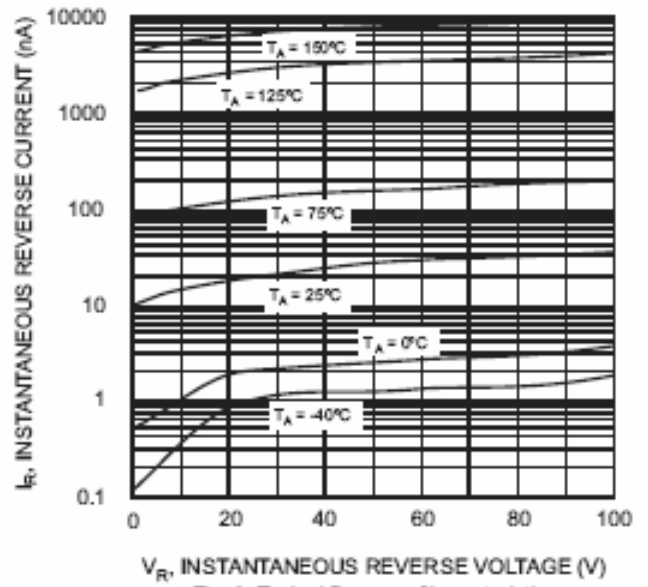 I_R, INSTANTANEOUS REVERSE CURRENT (nA)
10000
1000
100
10
1
0.1
T_A = 150ºC
T_A = 125ºC
T_A = 75ºC
T_A = 25ºC
T_A = 0ºC
T_A = -40ºC
0 20 40 60 80 100
V_R, INSTANTANEOUS REVERSE VOLTAGE (V)